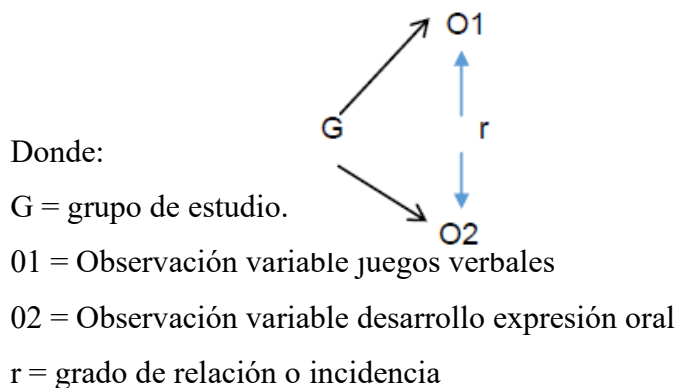 O1
G
r
Donde:
G = grupo de estudio.
O2
01 = Observación variable juegos verbales
02 = Observación variable desarrollo expresión oral
r = grado de relación o incidencia